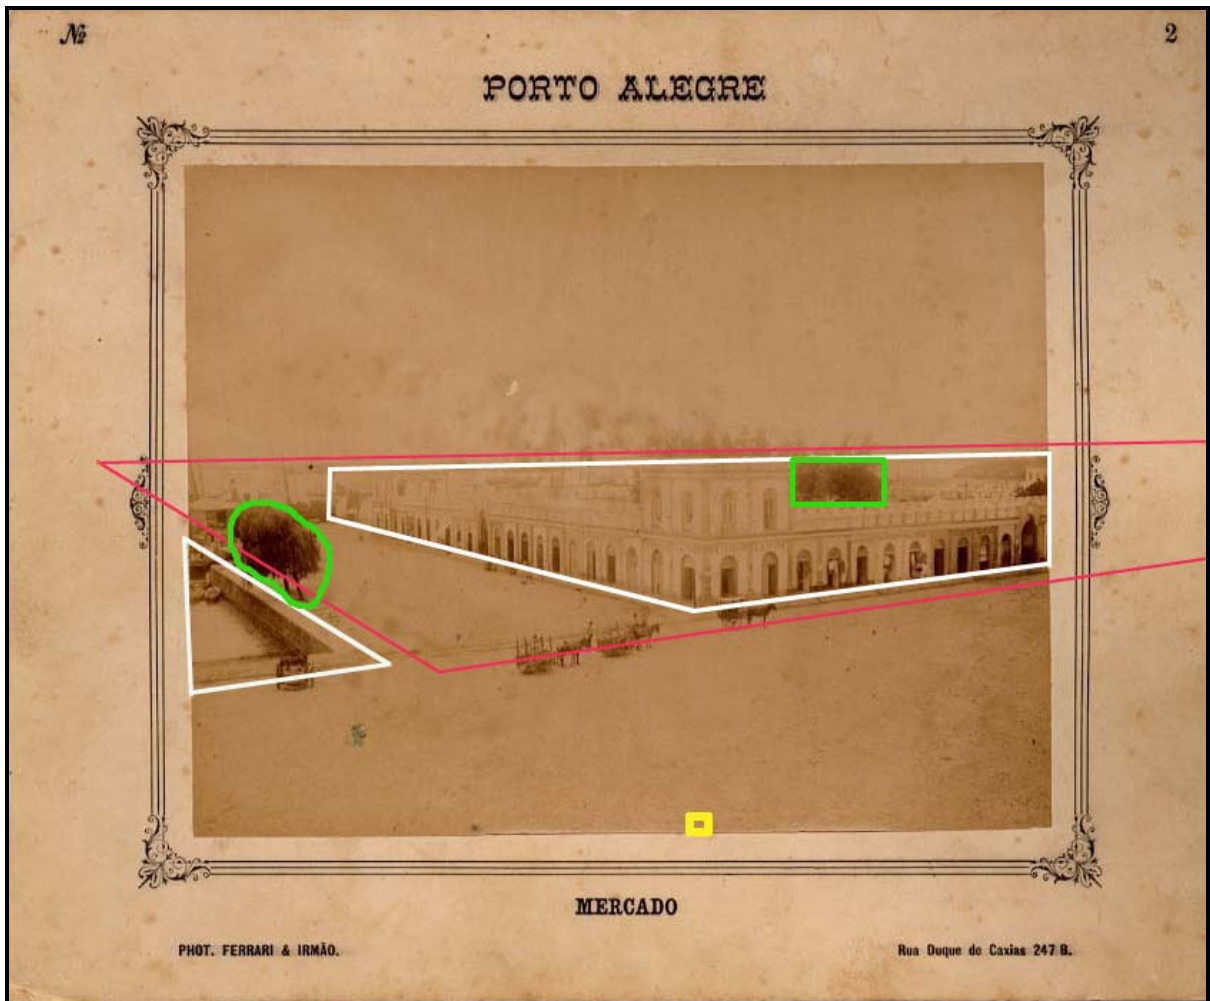 Nº
2
PORTO ALEGRE
MERCADO
PHOT. FERRARI & IRMÃO.
Rua Duque de Caxias 247 B.